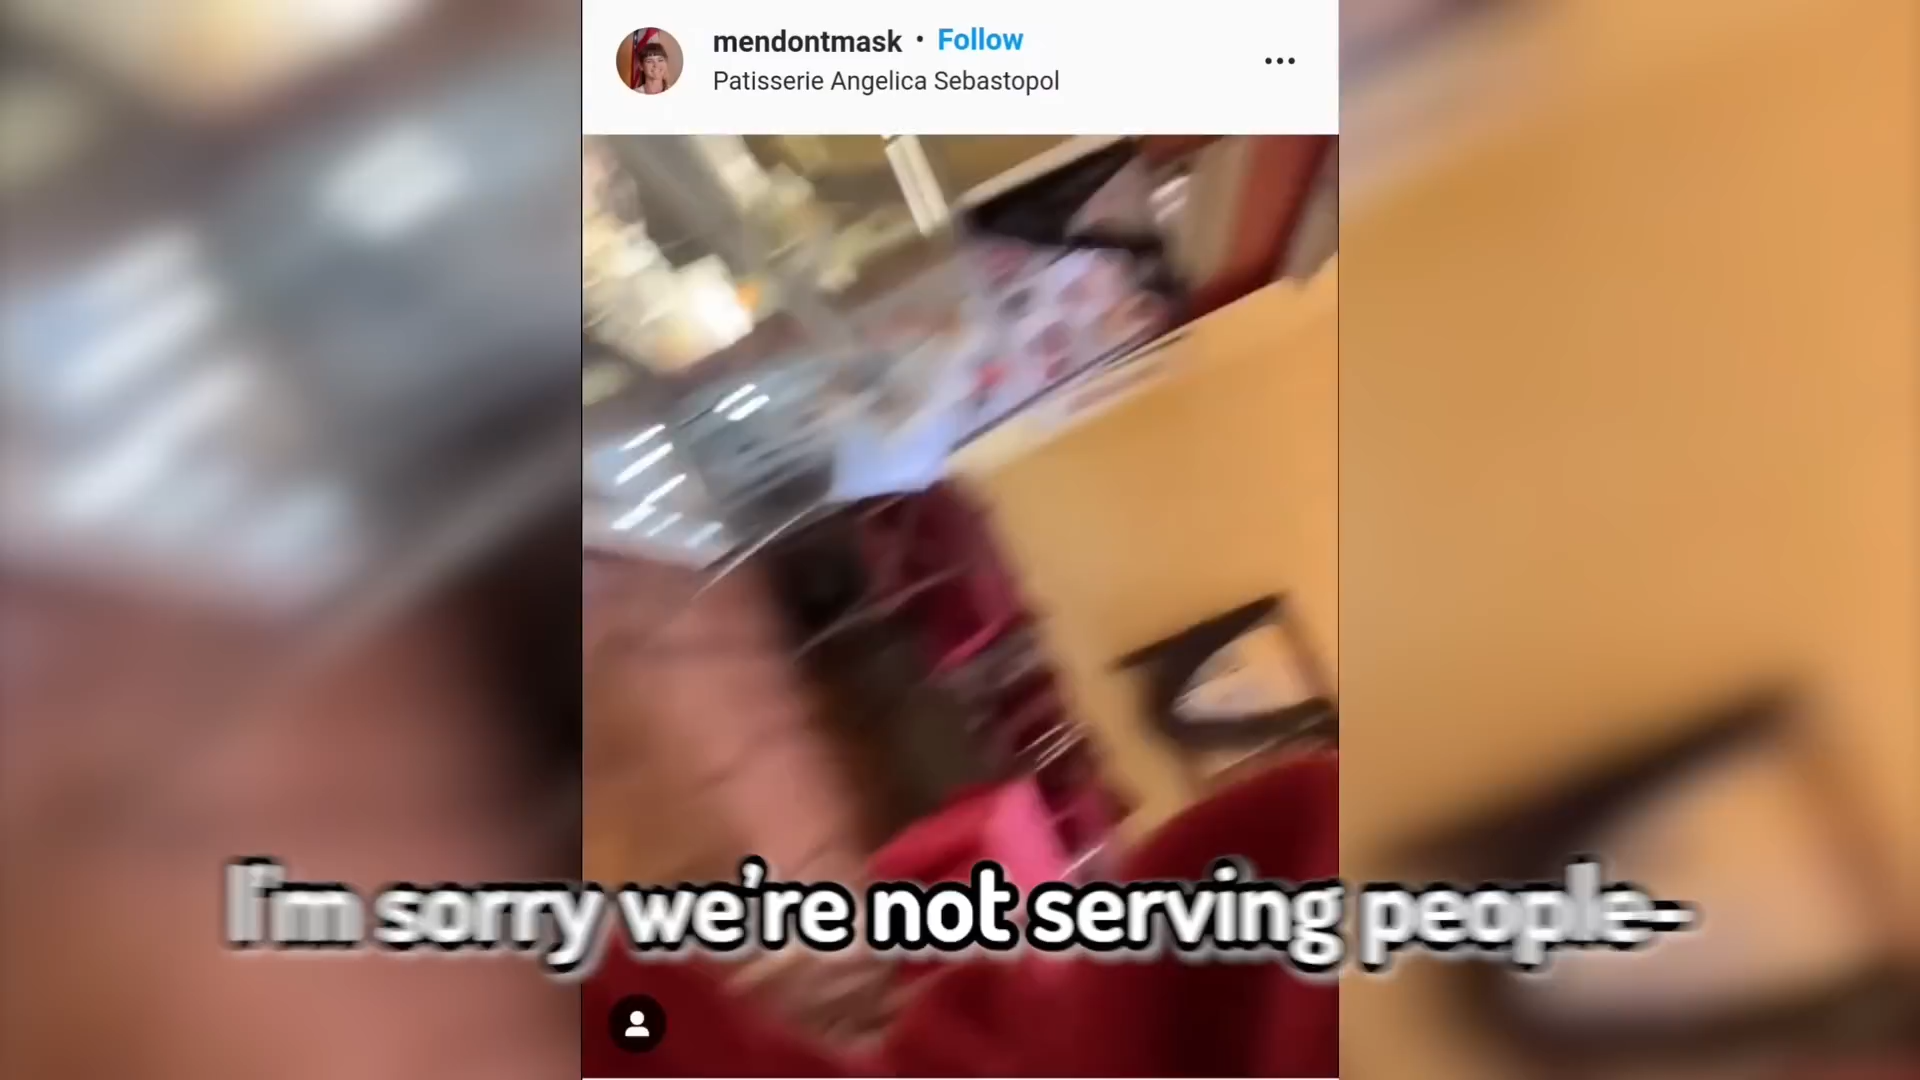 mendontmask • Follow
Patisserie Angelica Sebastopol
I'm sorry we're not serving people-